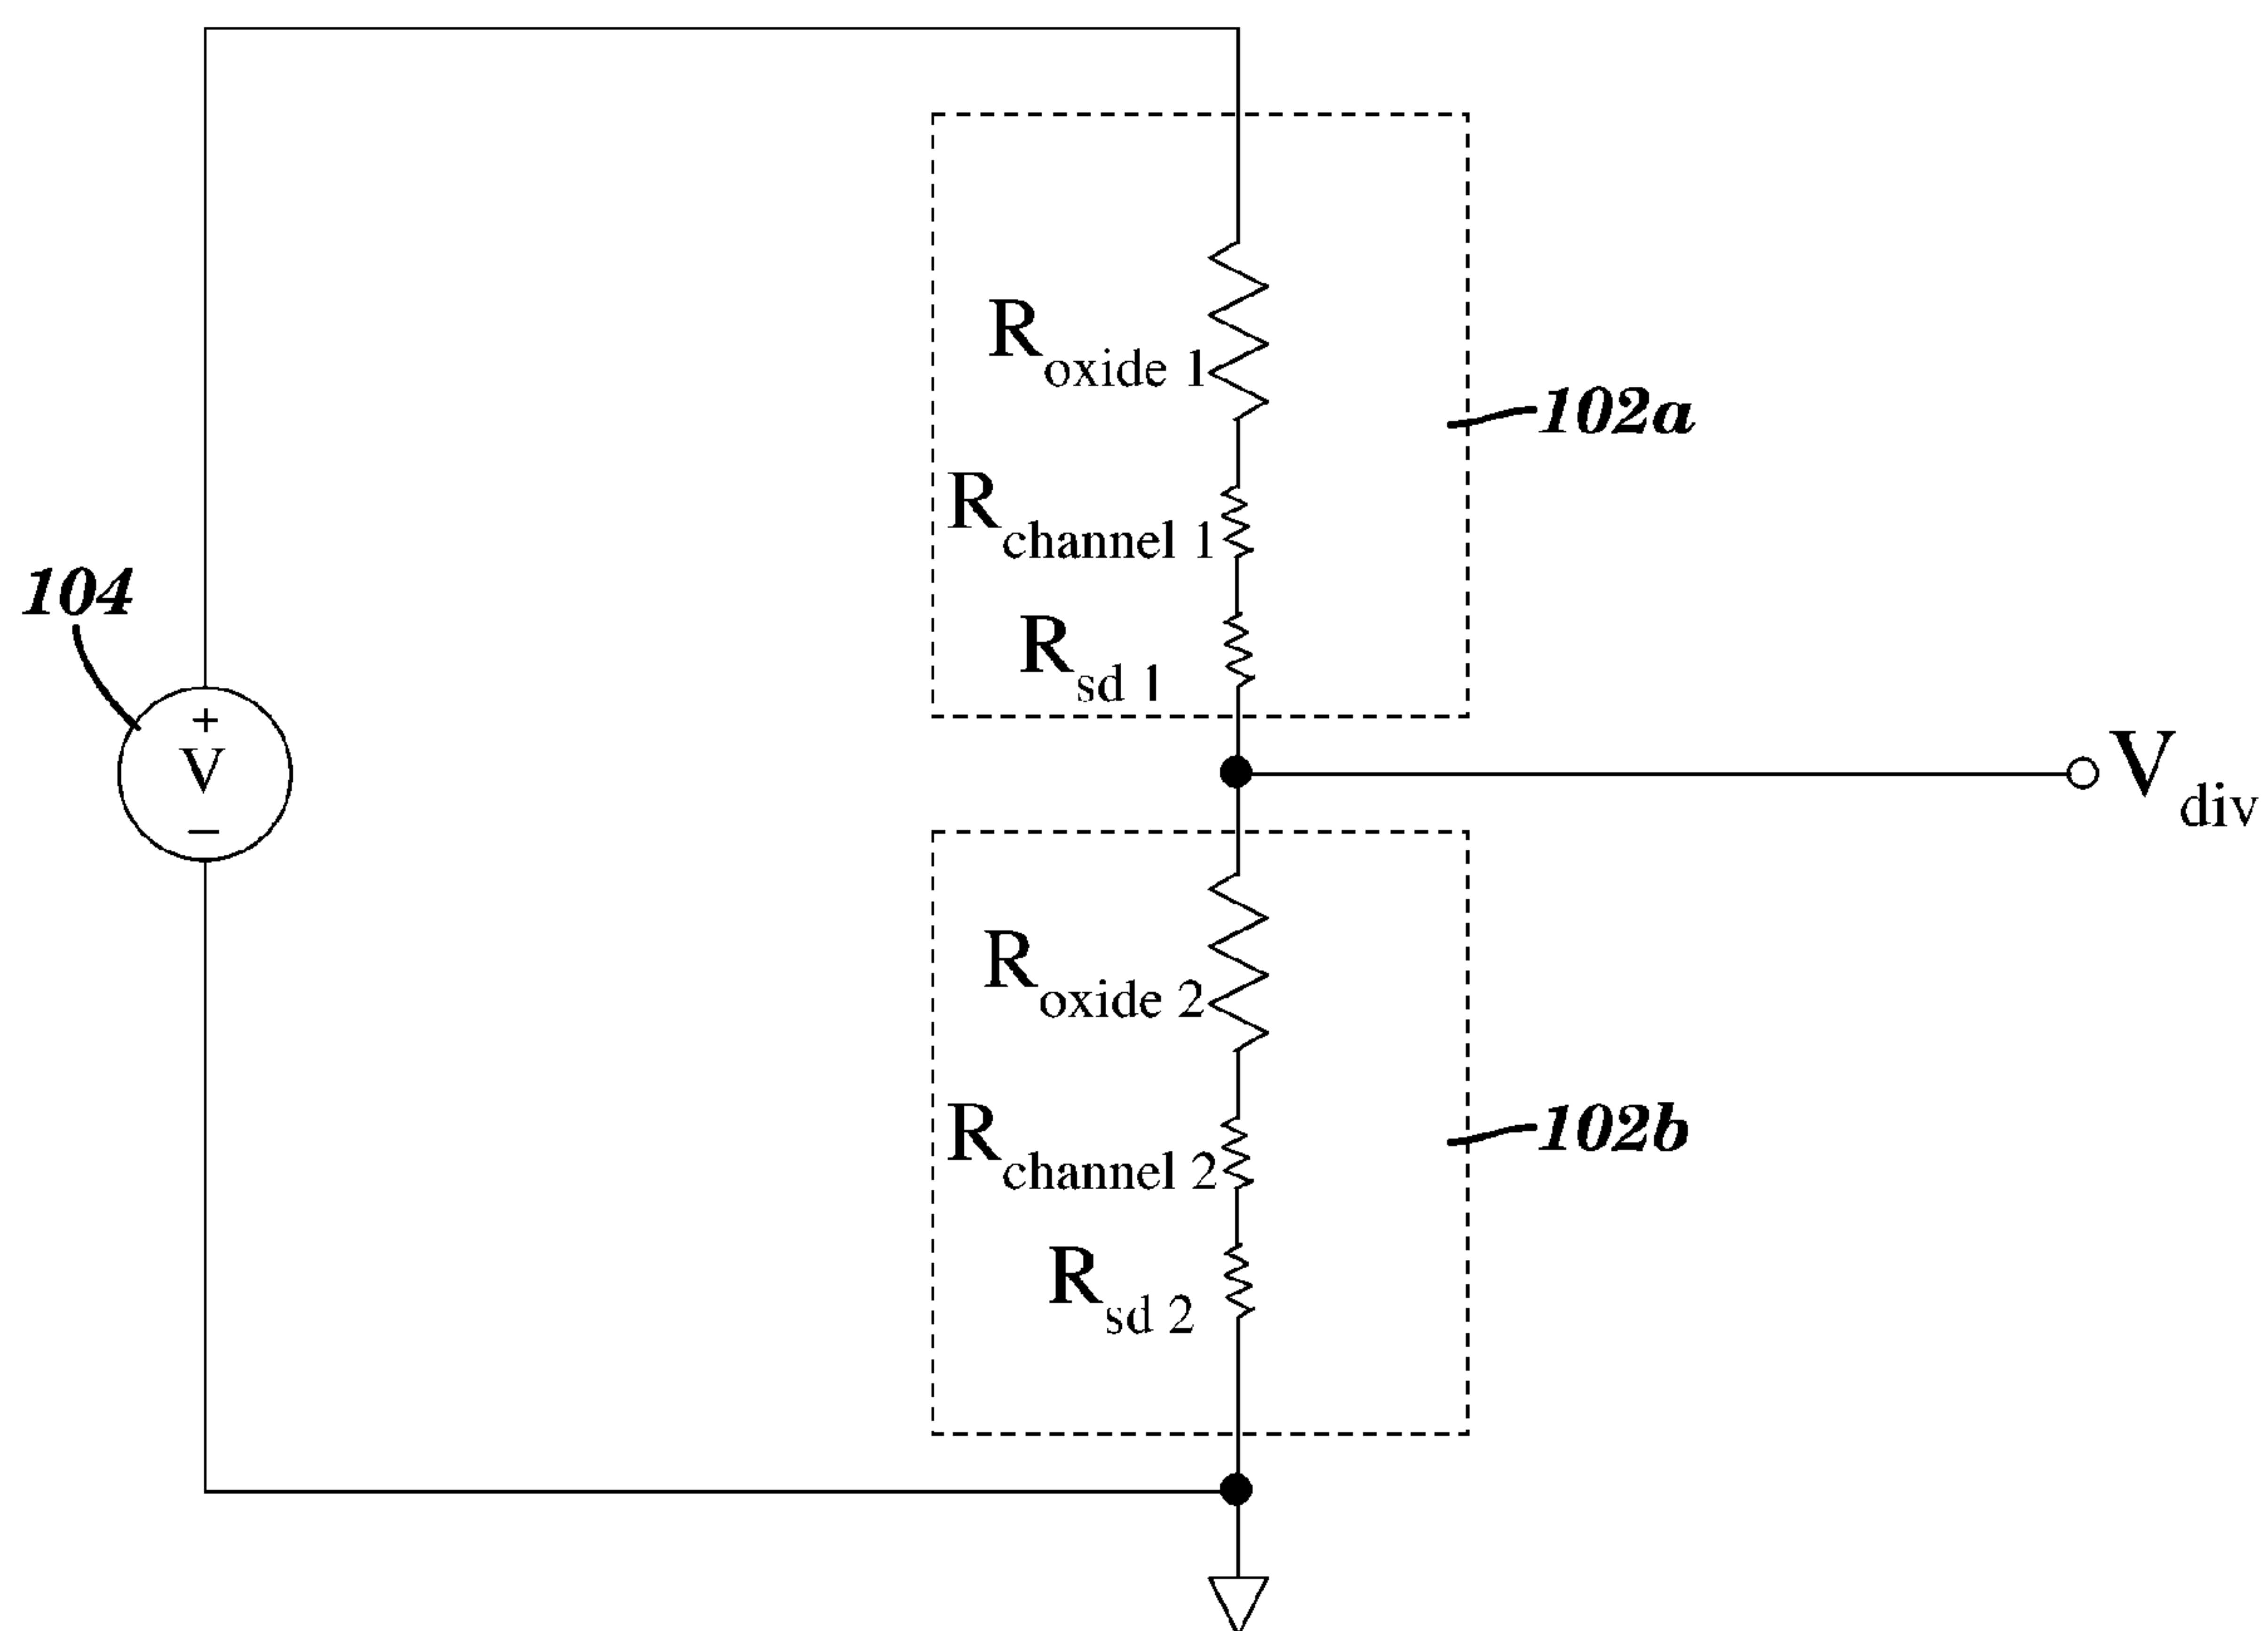 R oxide 1
102a
R channel 1
104
R sd 1
+
V
−
V div
R oxide 2
R channel 2
102b
R sd 2